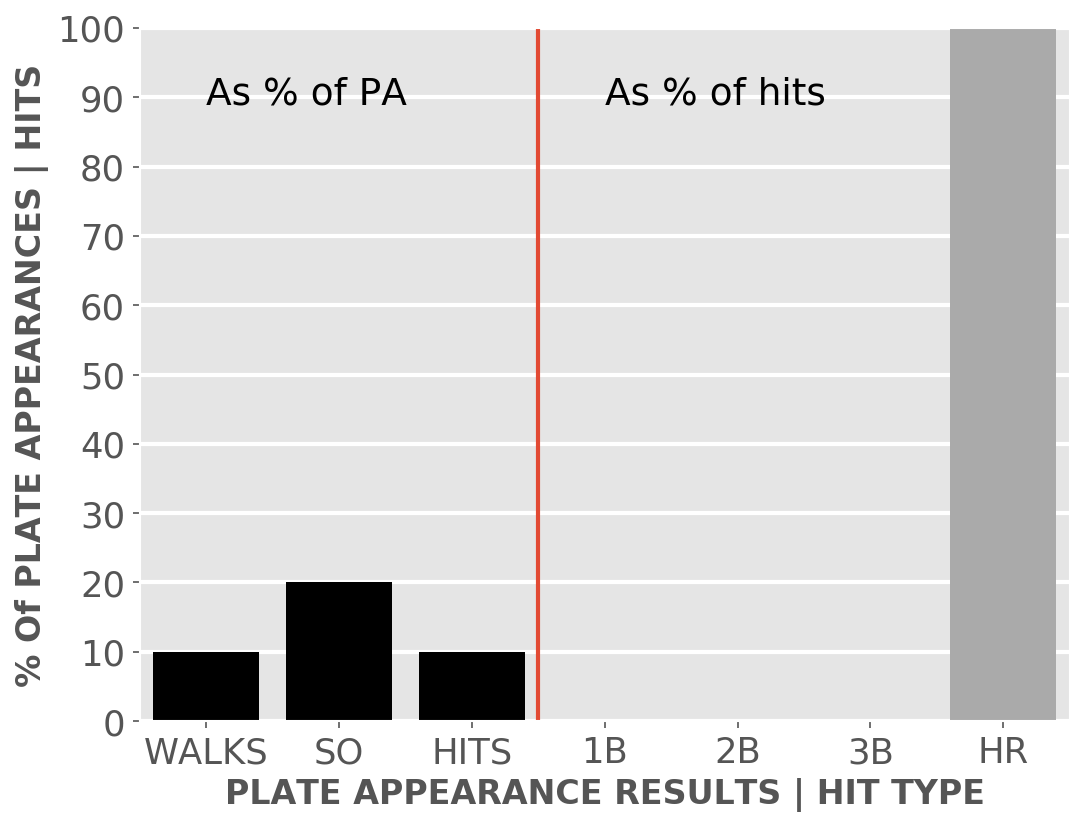 % Of PLATE APPEARANCES | HITS
100
90
80
70
60
50
40
30
20
10
0
As % of PA
As % of hits
WALKS SO HITS 1B 2B 3B HR
PLATE APPEARANCE RESULTS | HIT TYPE